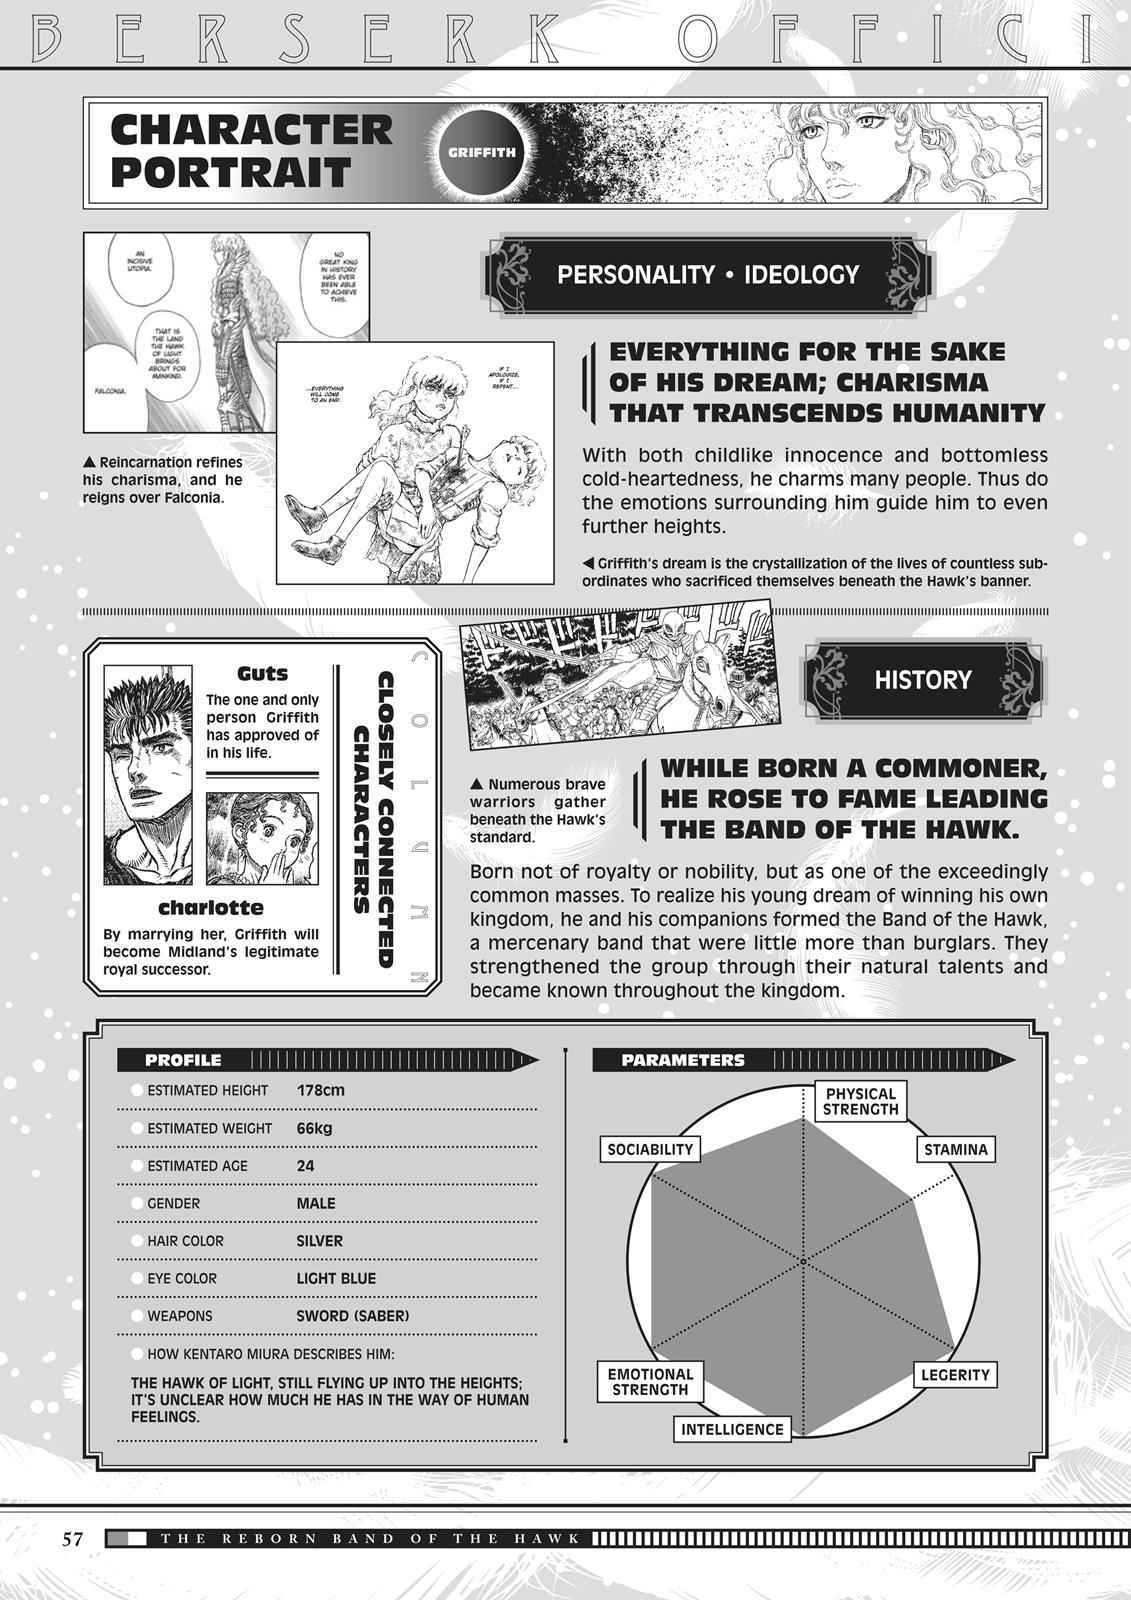 BERSERK OFFICI
CHARACTER
PORTRAIT
GRIFFITH
AN
INCISIVE
UTOPIA.
NO
GREAT KING
IN HISTORY
HAS EVER
BEEN ABLE
TO ACHIEVE
THIS.
THAT IS
THE LAND
THE HAWK
OF LIGHT
BRINGS
ABOUT FOR
MANKIND.
FALCONIA.
▲ Reincarnation refines
his charisma, and he
reigns over Falconia.
IF I
APOLOGIZE,
IF I
REPENT...
...EVERYTHING
WILL COME
TO AN END.
PERSONALITY • IDEOLOGY
EVERYTHING FOR THE SAKE
OF HIS DREAM; CHARISMA
THAT TRANSCENDS HUMANITY
With both childlike innocence and bottomless
cold-heartedness, he charms many people. Thus do
the emotions surrounding him guide him to even
further heights.
◀ Griffith's dream is the crystallization of the lives of countless sub-
ordinates who sacrificed themselves beneath the Hawk's banner.
COLUMN
CLOSELY CONNECTED
CHARACTERS
Guts
The one and only
person Griffith
has approved of
in his life.
charlotte
By marrying her, Griffith will
become Midland's legitimate
royal successor.
HISTORY
▲ Numerous brave
warriors gather
beneath the Hawk's
standard.
WHILE BORN A COMMONER,
HE ROSE TO FAME LEADING
THE BAND OF THE HAWK.
Born not of royalty or nobility, but as one of the exceedingly
common masses. To realize his young dream of winning his own
kingdom, he and his companions formed the Band of the Hawk,
a mercenary band that were little more than burglars. They
strengthened the group through their natural talents and
became known throughout the kingdom.
PROFILE
ESTIMATED HEIGHT 178cm
ESTIMATED WEIGHT 66kg
ESTIMATED AGE 24
GENDER MALE
HAIR COLOR SILVER
EYE COLOR LIGHT BLUE
WEAPONS SWORD (SABER)
HOW KENTARO MIURA DESCRIBES HIM:
THE HAWK OF LIGHT, STILL FLYING UP INTO THE HEIGHTS;
IT'S UNCLEAR HOW MUCH HE HAS IN THE WAY OF HUMAN
FEELINGS.
PARAMETERS
PHYSICAL
STRENGTH
STAMINA
LEGERITY
INTELLIGENCE
EMOTIONAL
STRENGTH
SOCIABILITY
57
THE REBORN BAND OF THE HAWK